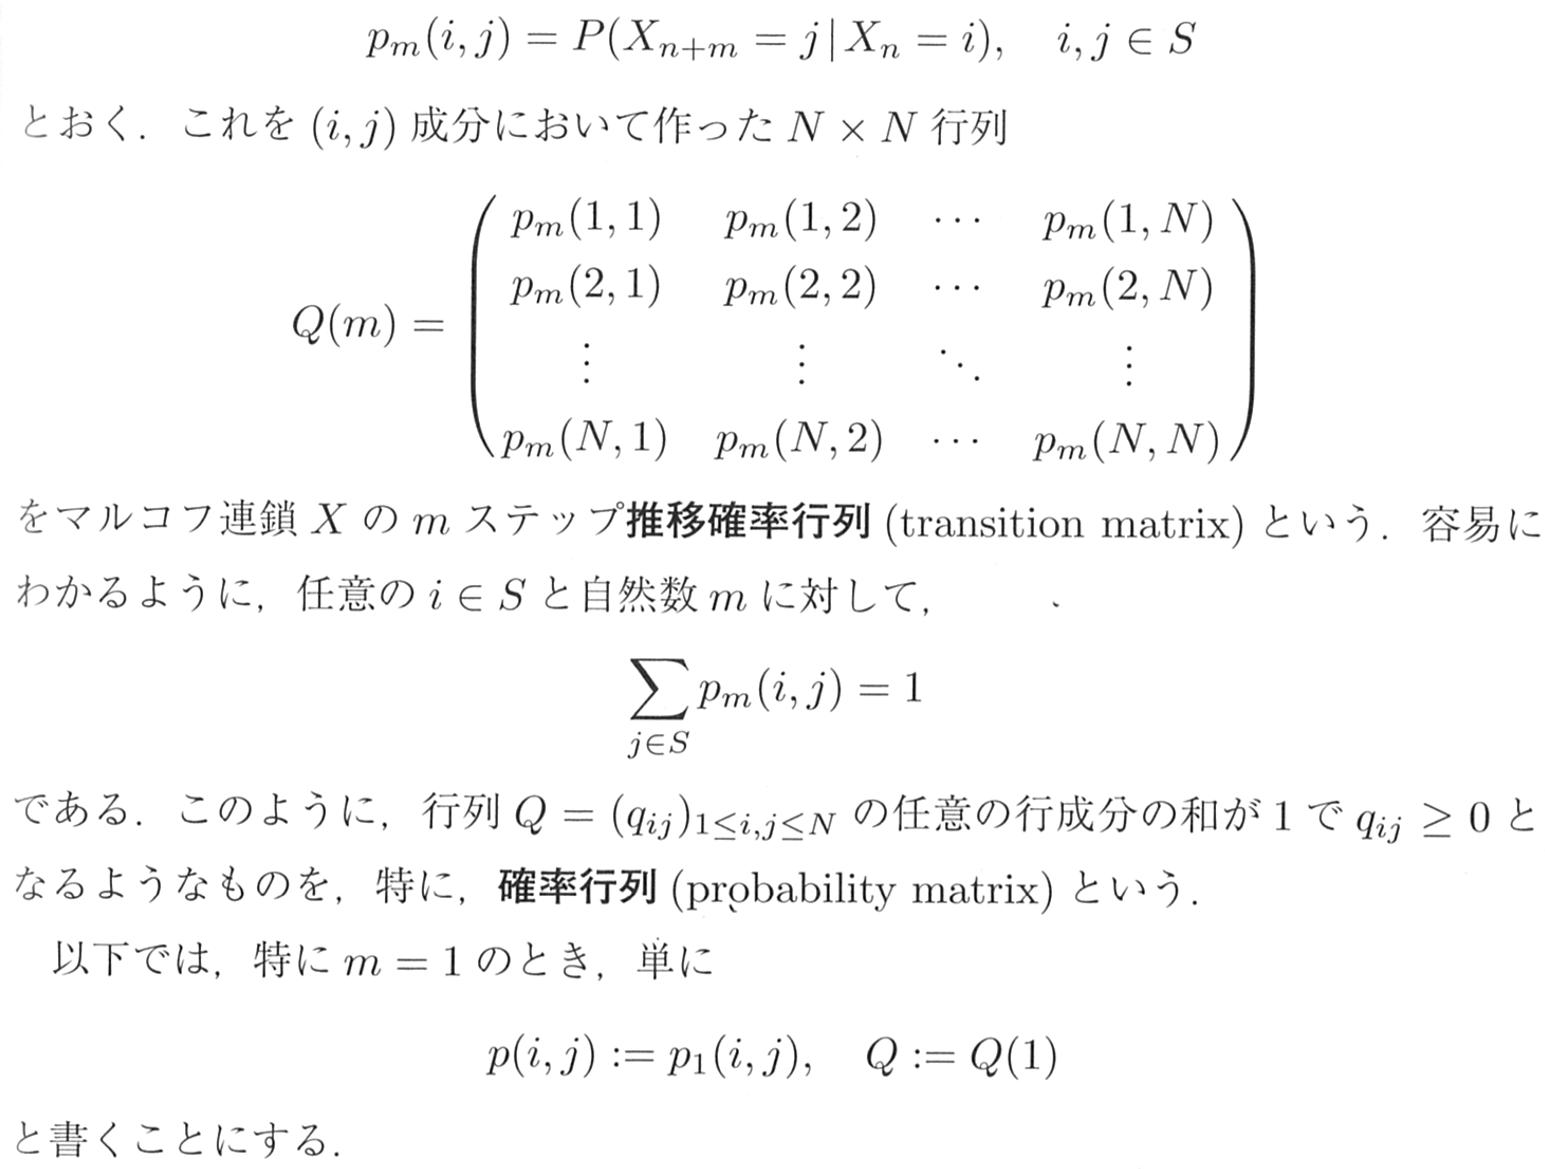 p_m(i, j) = P(X_{n+m} = j | X_n = i),  i, j ∈ S
とおく．これを (i, j) 成分において作った N × N 行列
Q(m) = \begin{pmatrix} p_m(1,1) & p_m(1,2) & ⋯ & p_m(1,N) \\ p_m(2,1) & p_m(2,2) & ⋯ & p_m(2,N) \\ ⋮ & ⋮ & ⋱ & ⋮ \\ p_m(N,1) & p_m(N,2) & ⋯ & p_m(N,N) \end{pmatrix}
をマルコフ連鎖 X の m ステップ推移確率行列 (transition matrix) という．容易に
わかるように，任意の i ∈ S と自然数 m に対して，
\sum_{j∈S} p_m(i, j) = 1
である．このように，行列 Q = (q_{ij})_{1≤i,j≤N} の任意の行成分の和が 1 で q_{ij} ≥ 0 と
なるようなものを，特に，確率行列 (probability matrix) という．
以下では，特に m = 1 のとき，単に
p(i, j) := p_1(i, j),  Q := Q(1)
と書くことにする．